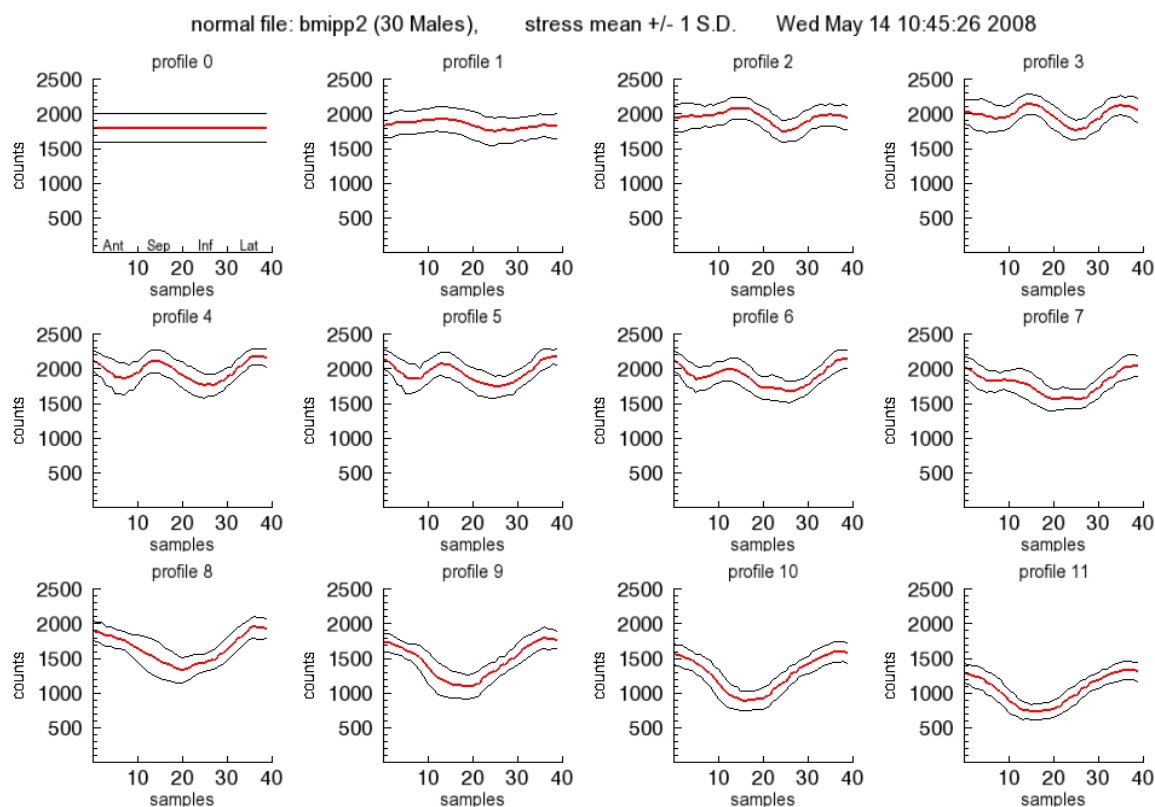 normal file: bmipp2 (30 Males), stress mean +/- 1 S.D. Wed May 14 10:45:26 2008
profile 0 profile 1 profile 2 profile 3
2500 2500 2500 2500
2000 2000 2000 2000
1500 1500 1500 1500
1000 1000 1000 1000
500 500 500 500
counts counts counts counts
Ant Sep Inf Lat
10 20 30 40 10 20 30 40 10 20 30 40 10 20 30 40
samples samples samples samples
profile 4 profile 5 profile 6 profile 7
2500 2500 2500 2500
2000 2000 2000 2000
1500 1500 1500 1500
1000 1000 1000 1000
500 500 500 500
counts counts counts counts
10 20 30 40 10 20 30 40 10 20 30 40 10 20 30 40
samples samples samples samples
profile 8 profile 9 profile 10 profile 11
2500 2500 2500 2500
2000 2000 2000 2000
1500 1500 1500 1500
1000 1000 1000 1000
500 500 500 500
counts counts counts counts
10 20 30 40 10 20 30 40 10 20 30 40 10 20 30 40
samples samples samples samples